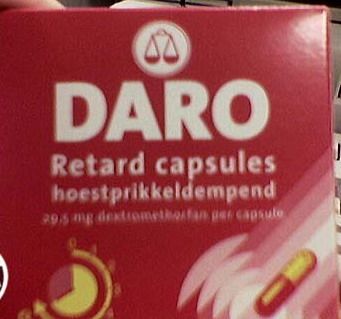 DARO
Retard capsules
hoestprikkeldempend
29,5 mg dextromethorfan per capsule